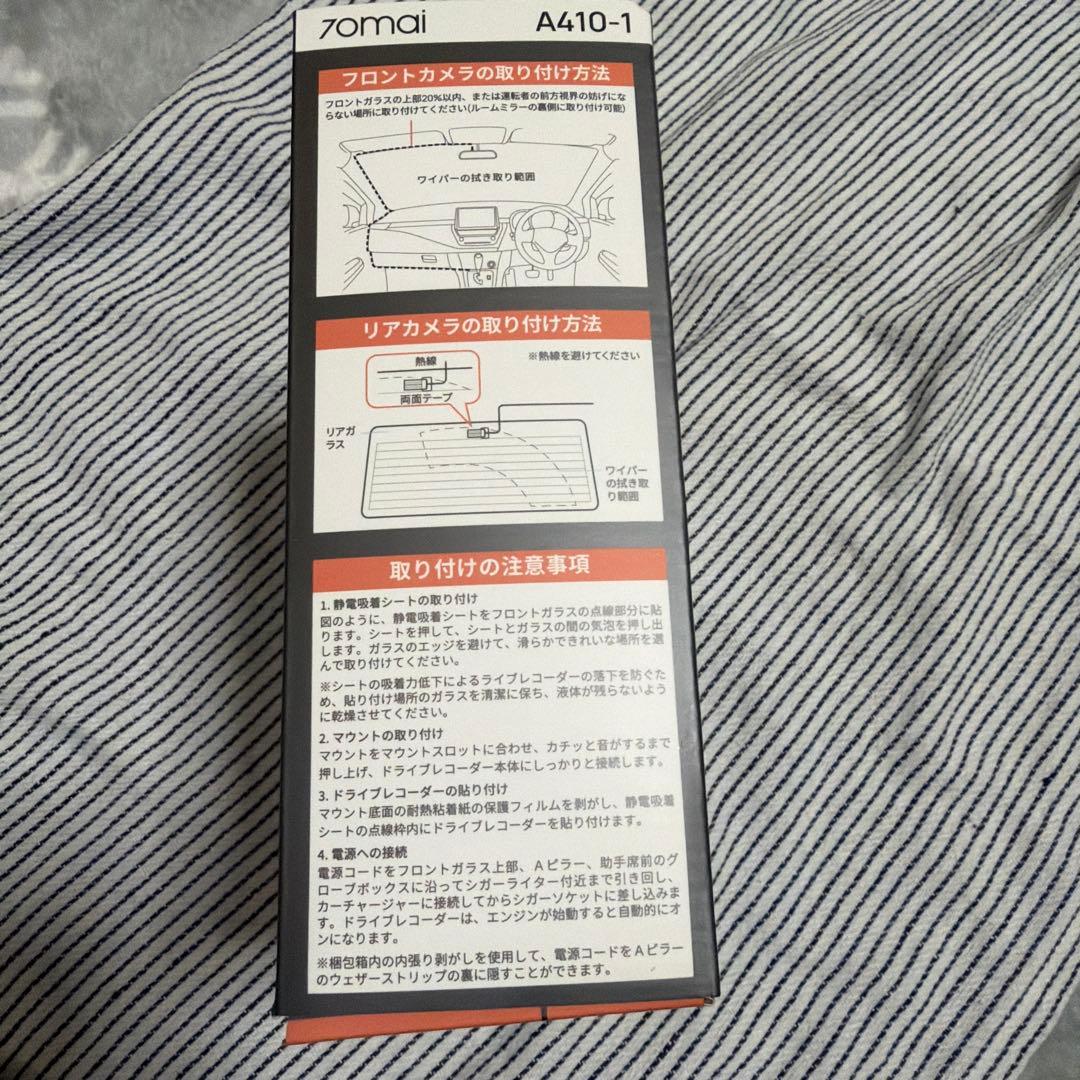 70mai A410-1
フロントカメラの取り付け方法
フロントガラスの上部20%以内、または運転者の前方視界の妨げにな
らない場所に取り付けてください(ルームミラーの裏側に取り付け可能)
ワイパーの拭き取り範囲
リアカメラの取り付け方法
※熱線を避けてください
熱線
両面テープ
リアガ
ラス
ワイパー
の拭き取
り範囲
取り付けの注意事項
1. 静電吸着シートの取り付け
図のように、静電吸着シートをフロントガラスの点線部分に貼
ります。シートを押して、シートとガラスの間の気泡を押し出
します。ガラスのエッジを避けて、滑らかできれいな場所を選
んで取り付けてください。
※シートの吸着力低下によるライブレコーダーの落下を防ぐた
め、貼り付け場所のガラスを清潔に保ち、液体が残らないよう
に乾燥させてください。
2. マウントの取り付け
マウントをマウントスロットに合わせ、カチッと音がするまで
押し上げ、ドライブレコーダー本体にしっかりと接続します。
3. ドライブレコーダーの貼り付け
マウント底面の耐熱粘着紙の保護フィルムを剥がし、静電吸着
シートの点線枠内にドライブレコーダーを貼り付けます。
4. 電源への接続
電源コードをフロントガラス上部、Aピラー、助手席前のグ
ローブボックスに沿ってシガーライター付近まで引き回し、
カーチャージャーに接続してからシガーソケットに差し込みま
す。ドライブレコーダーは、エンジンが始動すると自動的にオ
ンになります。
※梱包箱内の内張り剥がしを使用して、電源コードをAピラー
のウェザーストリップの裏に隠すことができます。